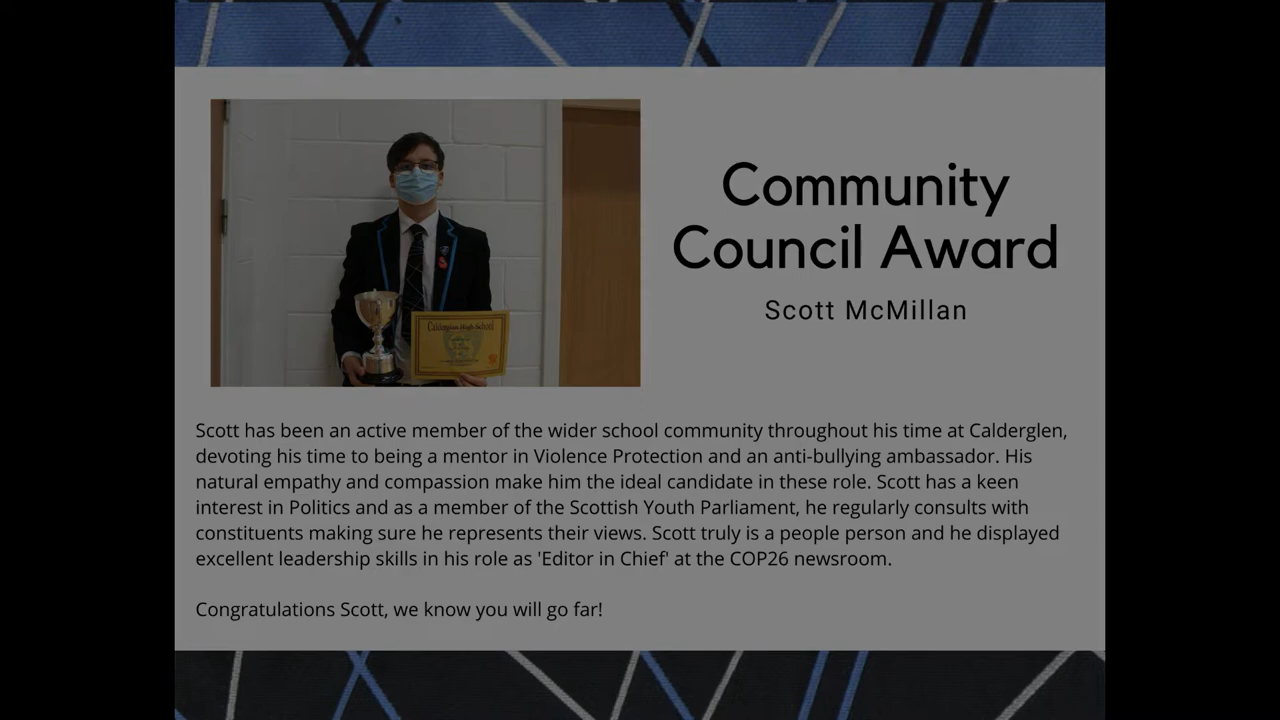 Community
Council Award
Scott McMillan
Calderglen High School
Scott has been an active member of the wider school community throughout his time at Calderglen,
devoting his time to being a mentor in Violence Protection and an anti-bullying ambassador. His
natural empathy and compassion make him the ideal candidate in these role. Scott has a keen
interest in Politics and as a member of the Scottish Youth Parliament, he regularly consults with
constituents making sure he represents their views. Scott truly is a people person and he displayed
excellent leadership skills in his role as 'Editor in Chief' at the COP26 newsroom.
Congratulations Scott, we know you will go far!